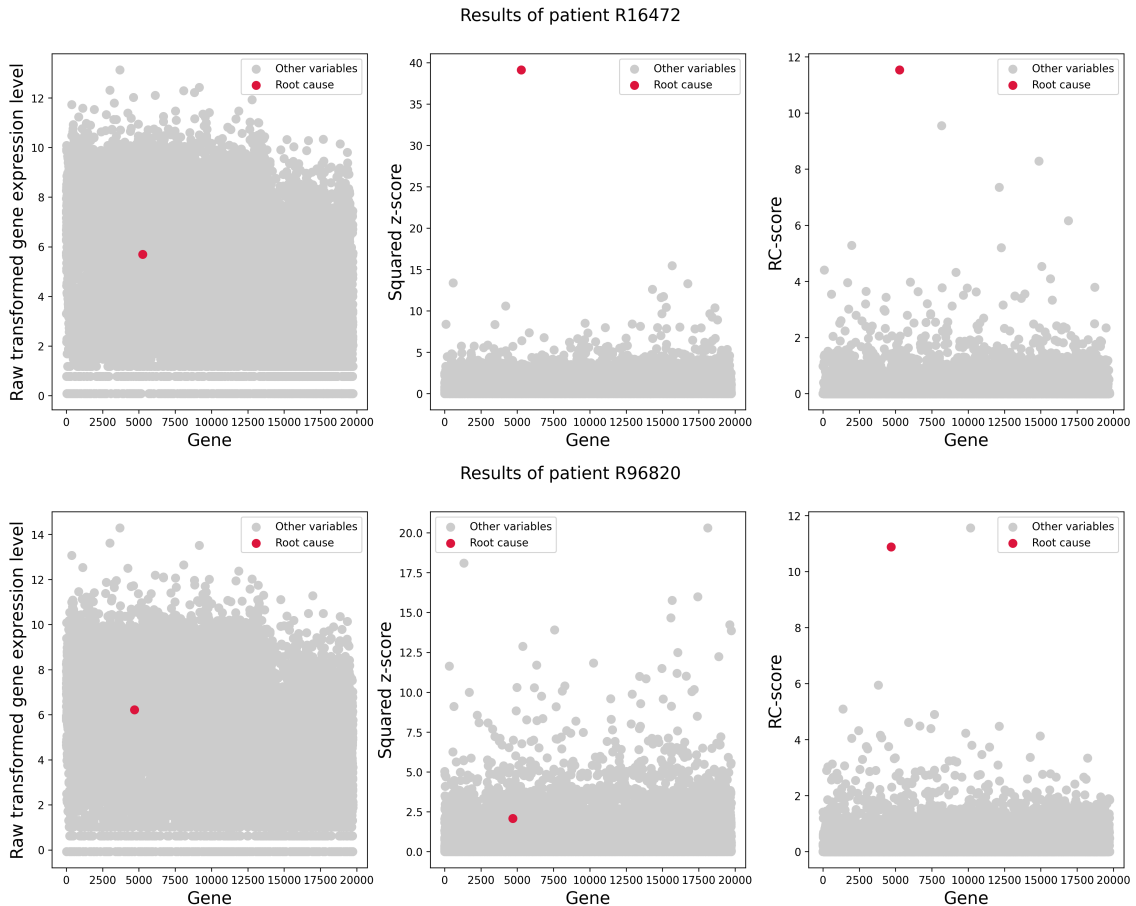 Results of patient R16472
Raw transformed gene expression level
12
10
8
6
4
2
0
Other variables
Root cause
0 2500 5000 7500 10000 12500 15000 17500 20000
Gene
Squared z-score
40
35
30
25
20
15
10
5
0
Other variables
Root cause
0 2500 5000 7500 10000 12500 15000 17500 20000
Gene
RC-score
12
10
8
6
4
2
0
Other variables
Root cause
0 2500 5000 7500 10000 12500 15000 17500 20000
Gene
Results of patient R96820
Raw transformed gene expression level
14
12
10
8
6
4
2
0
Other variables
Root cause
0 2500 5000 7500 10000 12500 15000 17500 20000
Gene
Squared z-score
20.0
17.5
15.0
12.5
10.0
7.5
5.0
2.5
0.0
Other variables
Root cause
0 2500 5000 7500 10000 12500 15000 17500 20000
Gene
RC-score
12
10
8
6
4
2
0
Other variables
Root cause
0 2500 5000 7500 10000 12500 15000 17500 20000
Gene